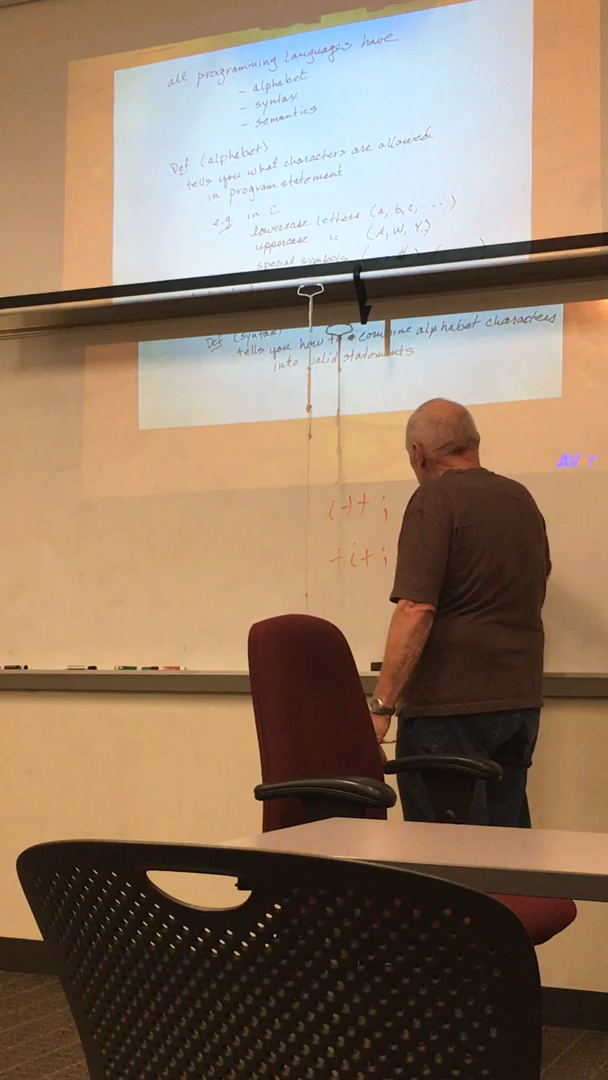 all programming languages have
- alphabet
- syntax
- semantics
Def (alphabet)
tells you what characters are allowed
in program statement
e.g. in C
lowercase letters (a, b, c, ...)
uppercase " (A, W, Y.)
special symbols
Def (syntax)
tells you how to combine alphabet characters
into valid statements
AV
i++;
+i+;